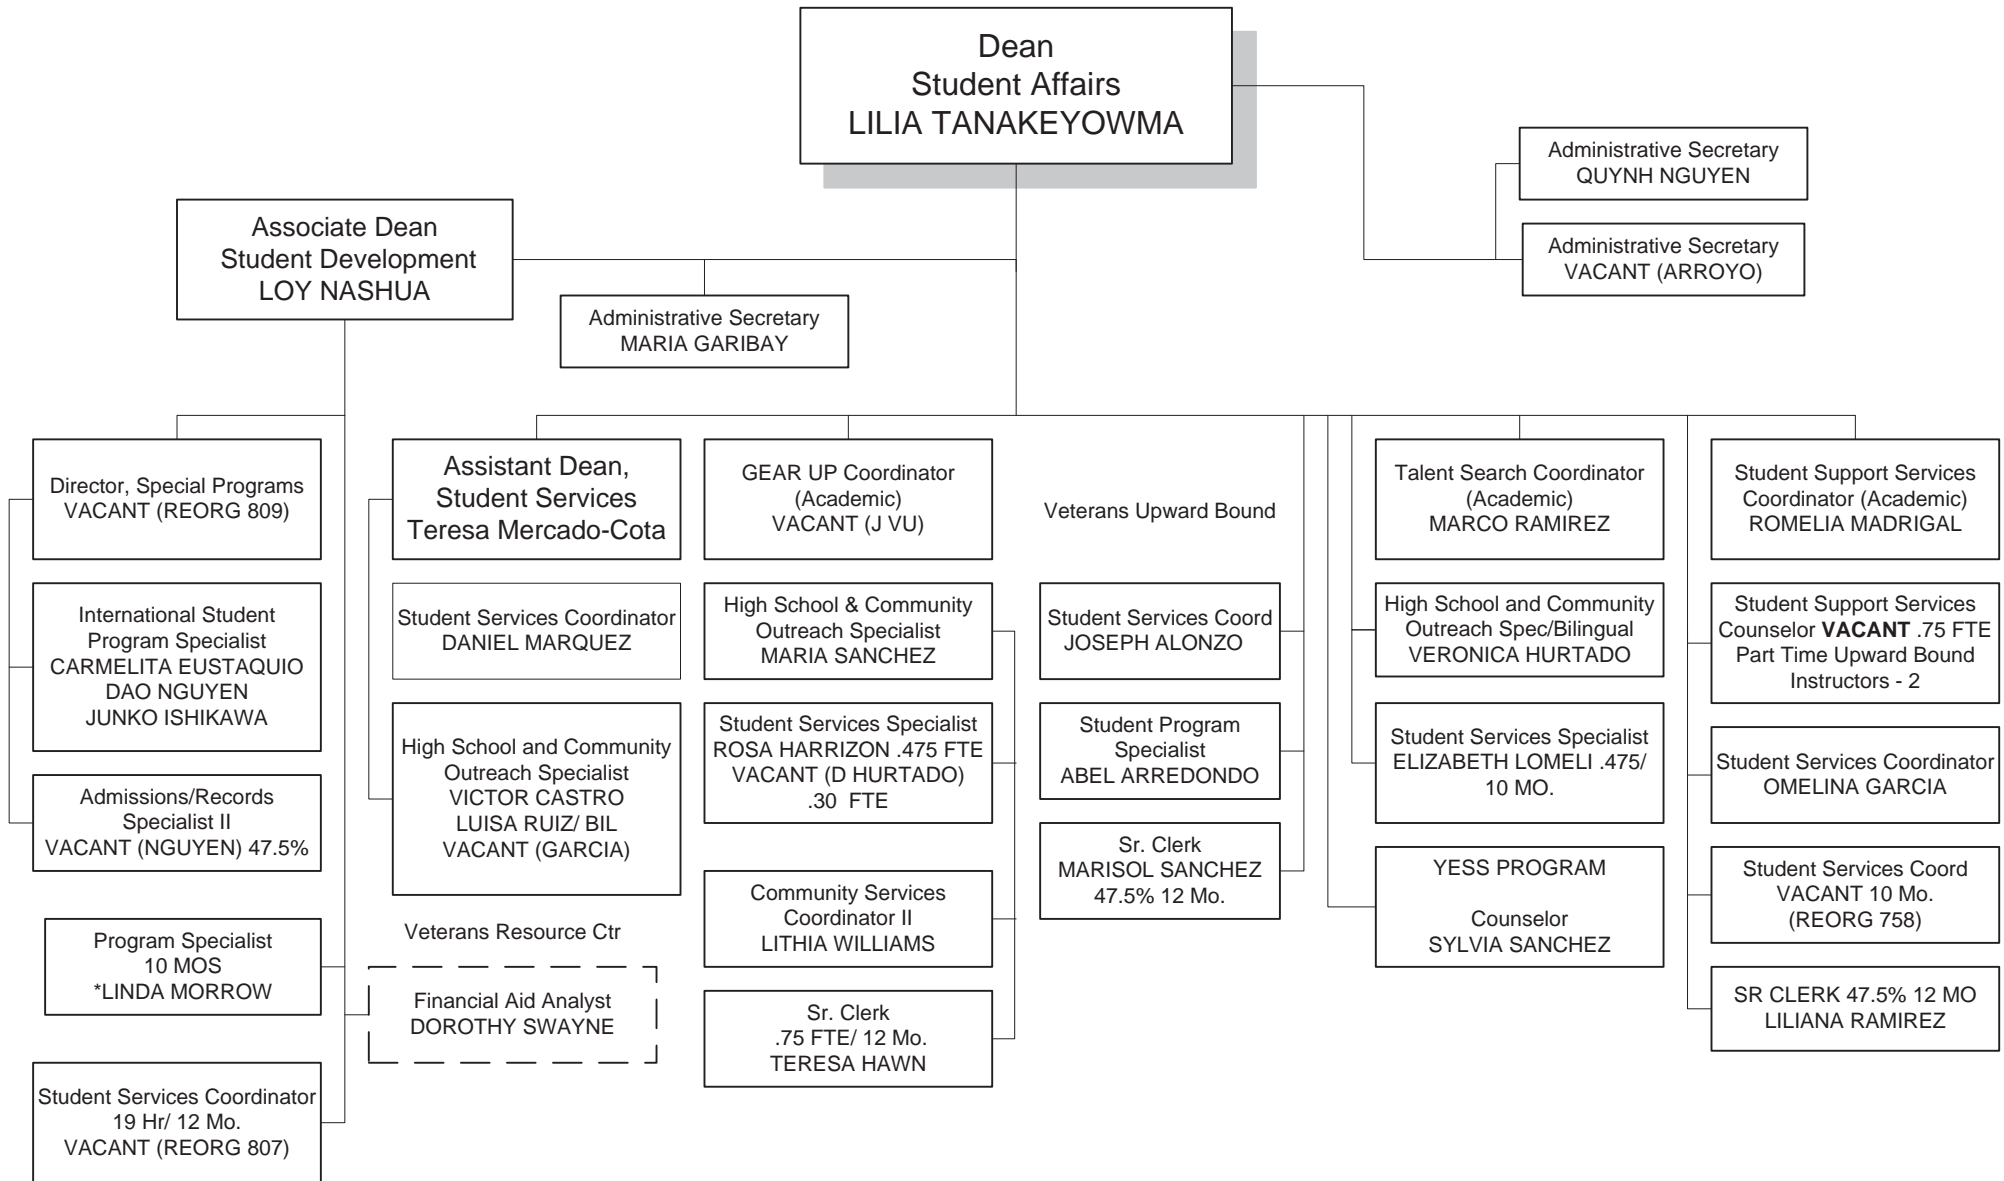 Dean
Student Affairs
LILIA TANAKEYOWMA
Administrative Secretary
QUYNH NGUYEN
Administrative Secretary
VACANT (ARROYO)
Associate Dean
Student Development
LOY NASHUA
Administrative Secretary
MARIA GARIBAY
Director, Special Programs
VACANT (REORG 809)
International Student
Program Specialist
CARMELITA EUSTAQUIO
DAO NGUYEN
JUNKO ISHIKAWA
Admissions/Records
Specialist II
VACANT (NGUYEN) 47.5%
Program Specialist
10 MOS
*LINDA MORROW
Student Services Coordinator
19 Hr/ 12 Mo.
VACANT (REORG 807)
Assistant Dean,
Student Services
Teresa Mercado-Cota
Student Services Coordinator
DANIEL MARQUEZ
High School and Community
Outreach Specialist
VICTOR CASTRO
LUISA RUIZ/ BIL
VACANT (GARCIA)
Veterans Resource Ctr
Financial Aid Analyst
DOROTHY SWAYNE
GEAR UP Coordinator
(Academic)
VACANT (J VU)
High School & Community
Outreach Specialist
MARIA SANCHEZ
Student Services Specialist
ROSA HARRIZON .475 FTE
VACANT (D HURTADO)
.30 FTE
Community Services
Coordinator II
LITHIA WILLIAMS
Sr. Clerk
.75 FTE/ 12 Mo.
TERESA HAWN
Veterans Upward Bound
Student Services Coord
JOSEPH ALONZO
Student Program
Specialist
ABEL ARREDONDO
Sr. Clerk
MARISOL SANCHEZ
47.5% 12 Mo.
Talent Search Coordinator
(Academic)
MARCO RAMIREZ
High School and Community
Outreach Spec/Bilingual
VERONICA HURTADO
Student Services Specialist
ELIZABETH LOMELI .475/
10 MO.
YESS PROGRAM
Counselor
SYLVIA SANCHEZ
Student Support Services
Coordinator (Academic)
ROMELIA MADRIGAL
Student Support Services
Counselor VACANT .75 FTE
Part Time Upward Bound
Instructors - 2
Student Services Coordinator
OMELINA GARCIA
Student Services Coord
VACANT 10 Mo.
(REORG 758)
SR CLERK 47.5% 12 MO
LILIANA RAMIREZ